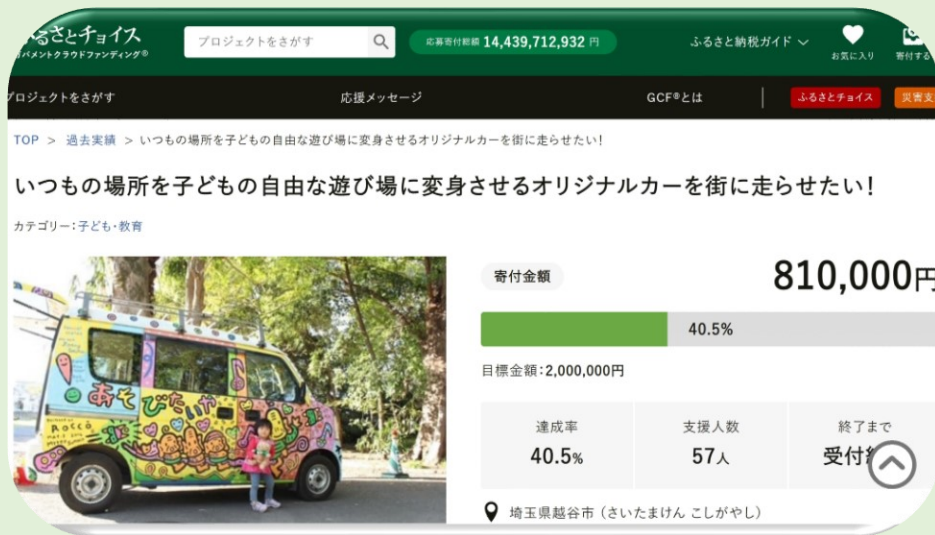 ふるさとチョイス
ガバメントクラウドファンディング®
プロジェクトをさがす
応募寄付総額 14,439,712,932 円
ふるさと納税ガイド
お気に入り
寄付する
プロジェクトをさがす
応援メッセージ
GCF®とは
ふるさとチョイス
災害支
TOP > 過去実績 > いつもの場所を子どもの自由な遊び場に変身させるオリジナルカーを街に走らせたい!
いつもの場所を子どもの自由な遊び場に変身させるオリジナルカーを街に走らせたい!
カテゴリー:子ども・教育
寄付金額
810,000円
40.5%
目標金額:2,000,000円
達成率
40.5%
支援人数
57人
終了まで
受付
埼玉県越谷市 (さいたまけん こしがやし)
あそびたいや
Rocco